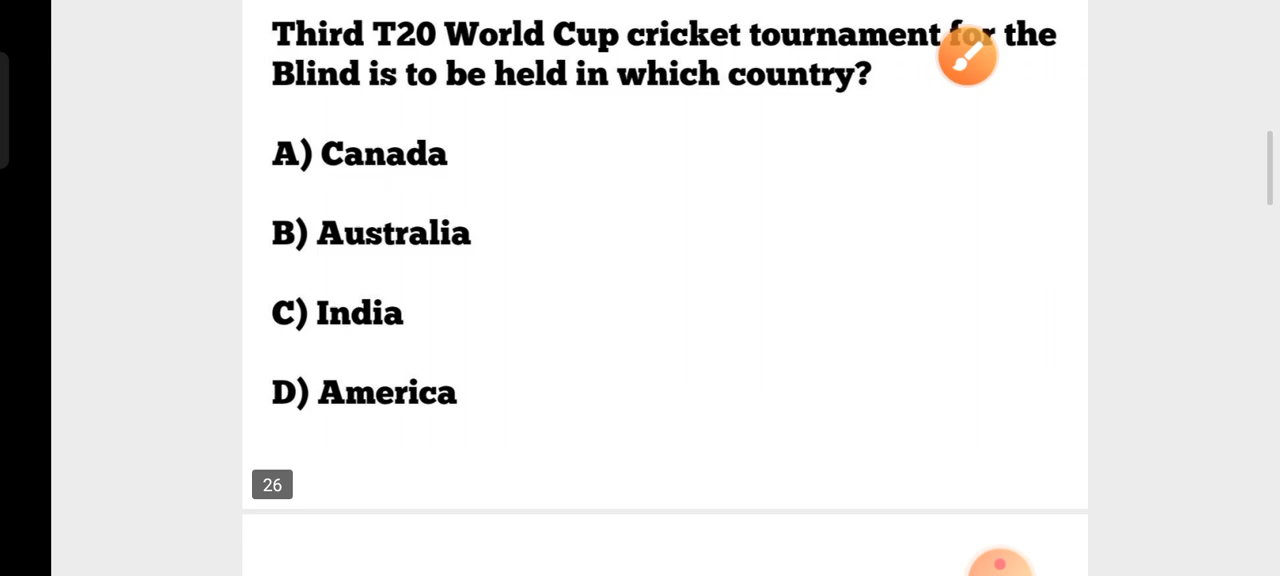 Third T20 World Cup cricket tournament for the
Blind is to be held in which country?
A) Canada
B) Australia
C) India
D) America
26